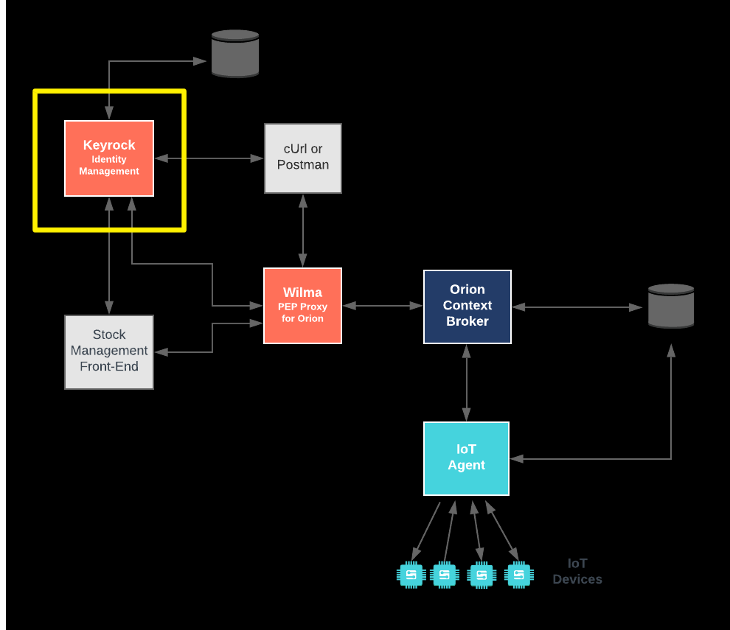 Keyrock
Identity
Management
cUrl or
Postman
Wilma
PEP Proxy
for Orion
Orion
Context
Broker
Stock
Management
Front-End
IoT
Agent
IoT
Devices